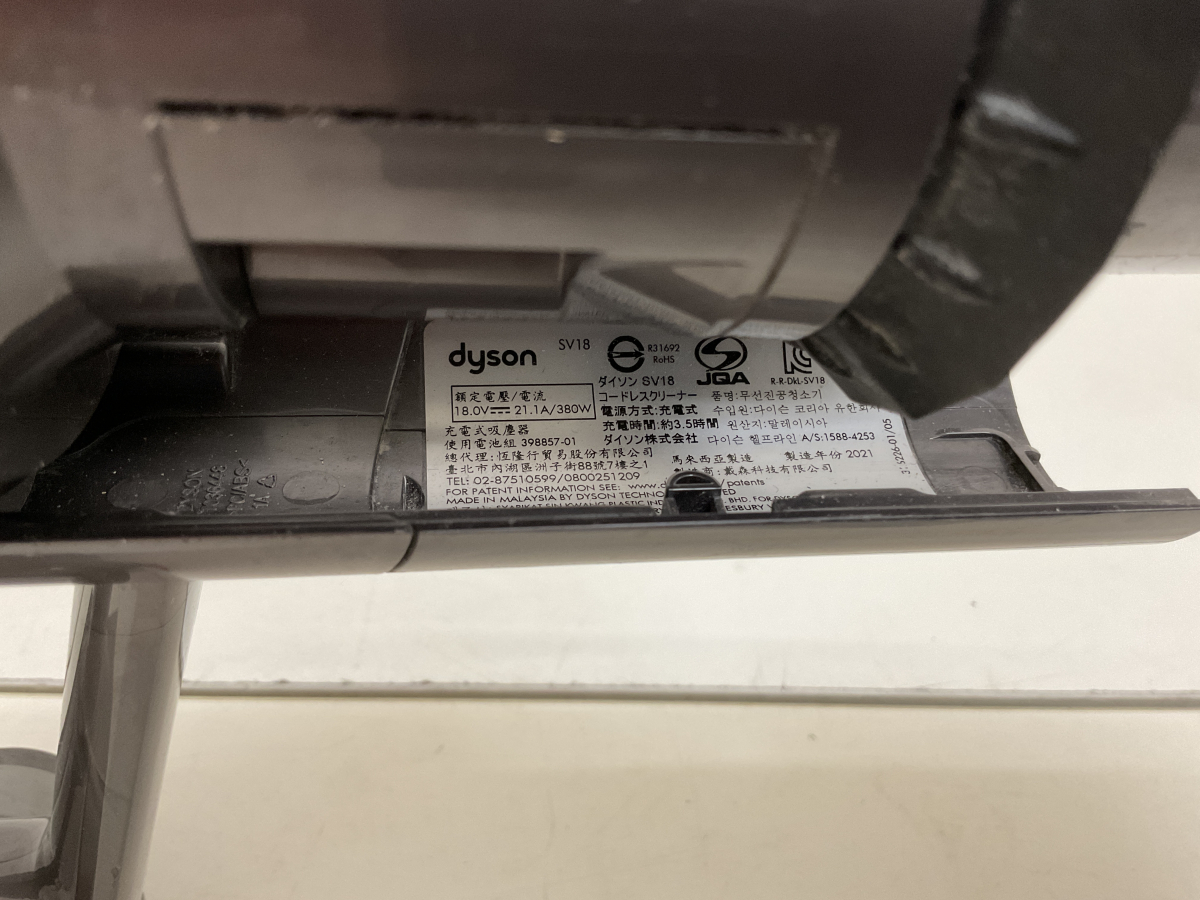 dyson SV18
R31692
RoHS
JQA
R-R-DkL-SV18
額定電壓/電流
18.0V 21.1A/380W
充電式吸塵器
使用電池組 398857-01
總代理:恆隆行貿易股份有限公司
臺北市內湖區洲子街88號7樓之1
TEL: 02-87510599/0800251209
FOR PATENT INFORMATION SEE:
patents
MADE IN MALAYSIA BY DYSON
ダイソン SV18
コードレスクリーナー
電源方式:充電式
充電時間:約3.5時間
ダイソン株式会社
품명:무선진공청소기
수입원:다이슨 코리아 유한회사
원산지:말레이시아
다이슨 헬프라인 A/S:1588-4253
馬來西亞製造 製造年份 2021
戴森科技有限公司